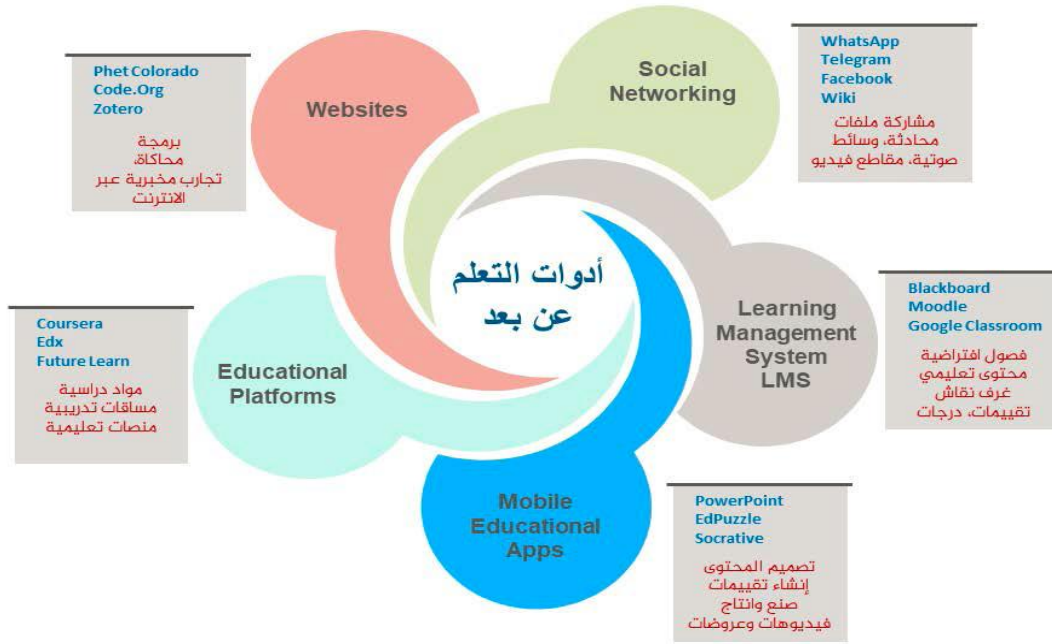 أدوات التعلم
عن بعد
Websites
Phet Colorado
Code.Org
Zotero
برمجة
محاكاة،
تجارب مخبرية عبر
الانترنت
Social
Networking
WhatsApp
Telegram
Facebook
Wiki
مشاركة ملفات
محادثة، وسائط
صوتية، مقاطع فيديو
Learning
Management
System
LMS
Blackboard
Moodle
Google Classroom
فصول افتراضية
محتوى تعليمي
غرف نقاش
تقييمات، درجات
Mobile
Educational
Apps
PowerPoint
EdPuzzle
Socrative
تصميم المحتوى
إنشاء تقييمات
صنع وانتاج
فيديوهات وعروضات
Educational
Platforms
Coursera
Edx
Future Learn
مواد دراسية
مساقات تدريبية
منصات تعليمية